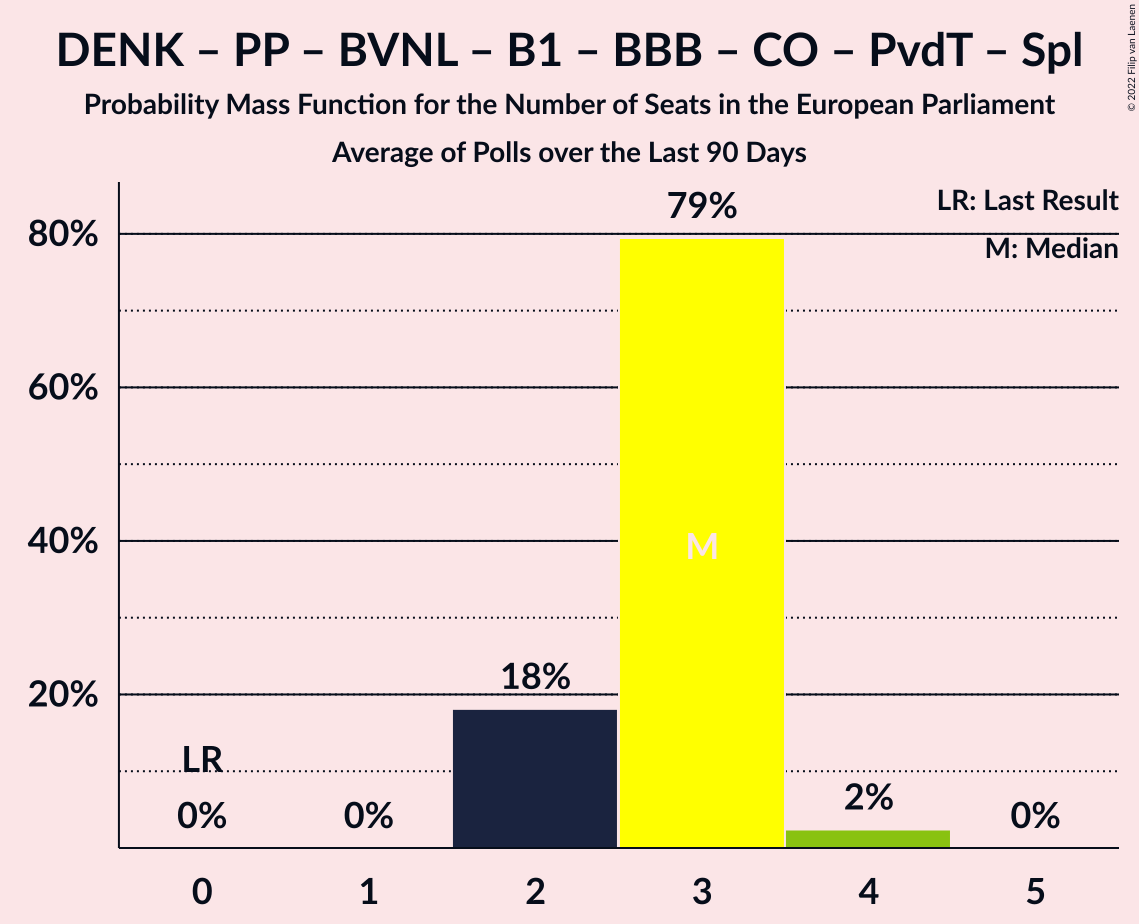 DENK – PP – BVNL – B1 – BBB – CO – PvdT – Spl
Probability Mass Function for the Number of Seats in the European Parliament
Average of Polls over the Last 90 Days
© 2022 Filip van Laenen
LR: Last Result
M: Median
79%
80%
60%
40%
M
18%
20%
LR
2%
0%
0%
0%
0
1
2
3
4
5